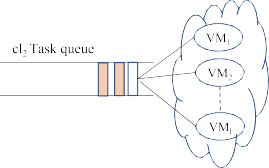 cl₂ Task queue
VM₁
VM₂
VMₗ